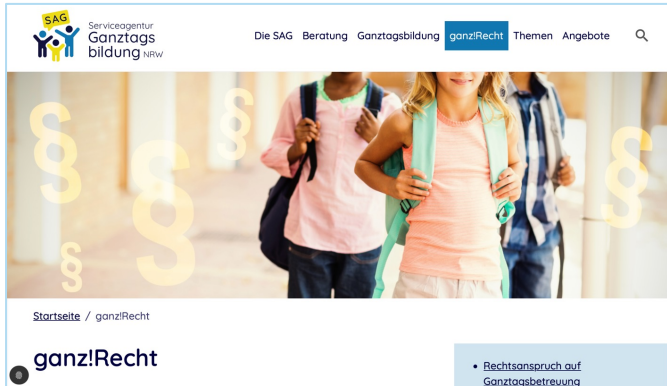 SAG
Serviceagentur
Ganztags
bildung NRW
Die SAG Beratung Ganztagsbildung ganz!Recht Themen Angebote
§ § § § §
Startseite / ganz!Recht
ganz!Recht
• Rechtsanspruch auf
Ganztagsbetreuung